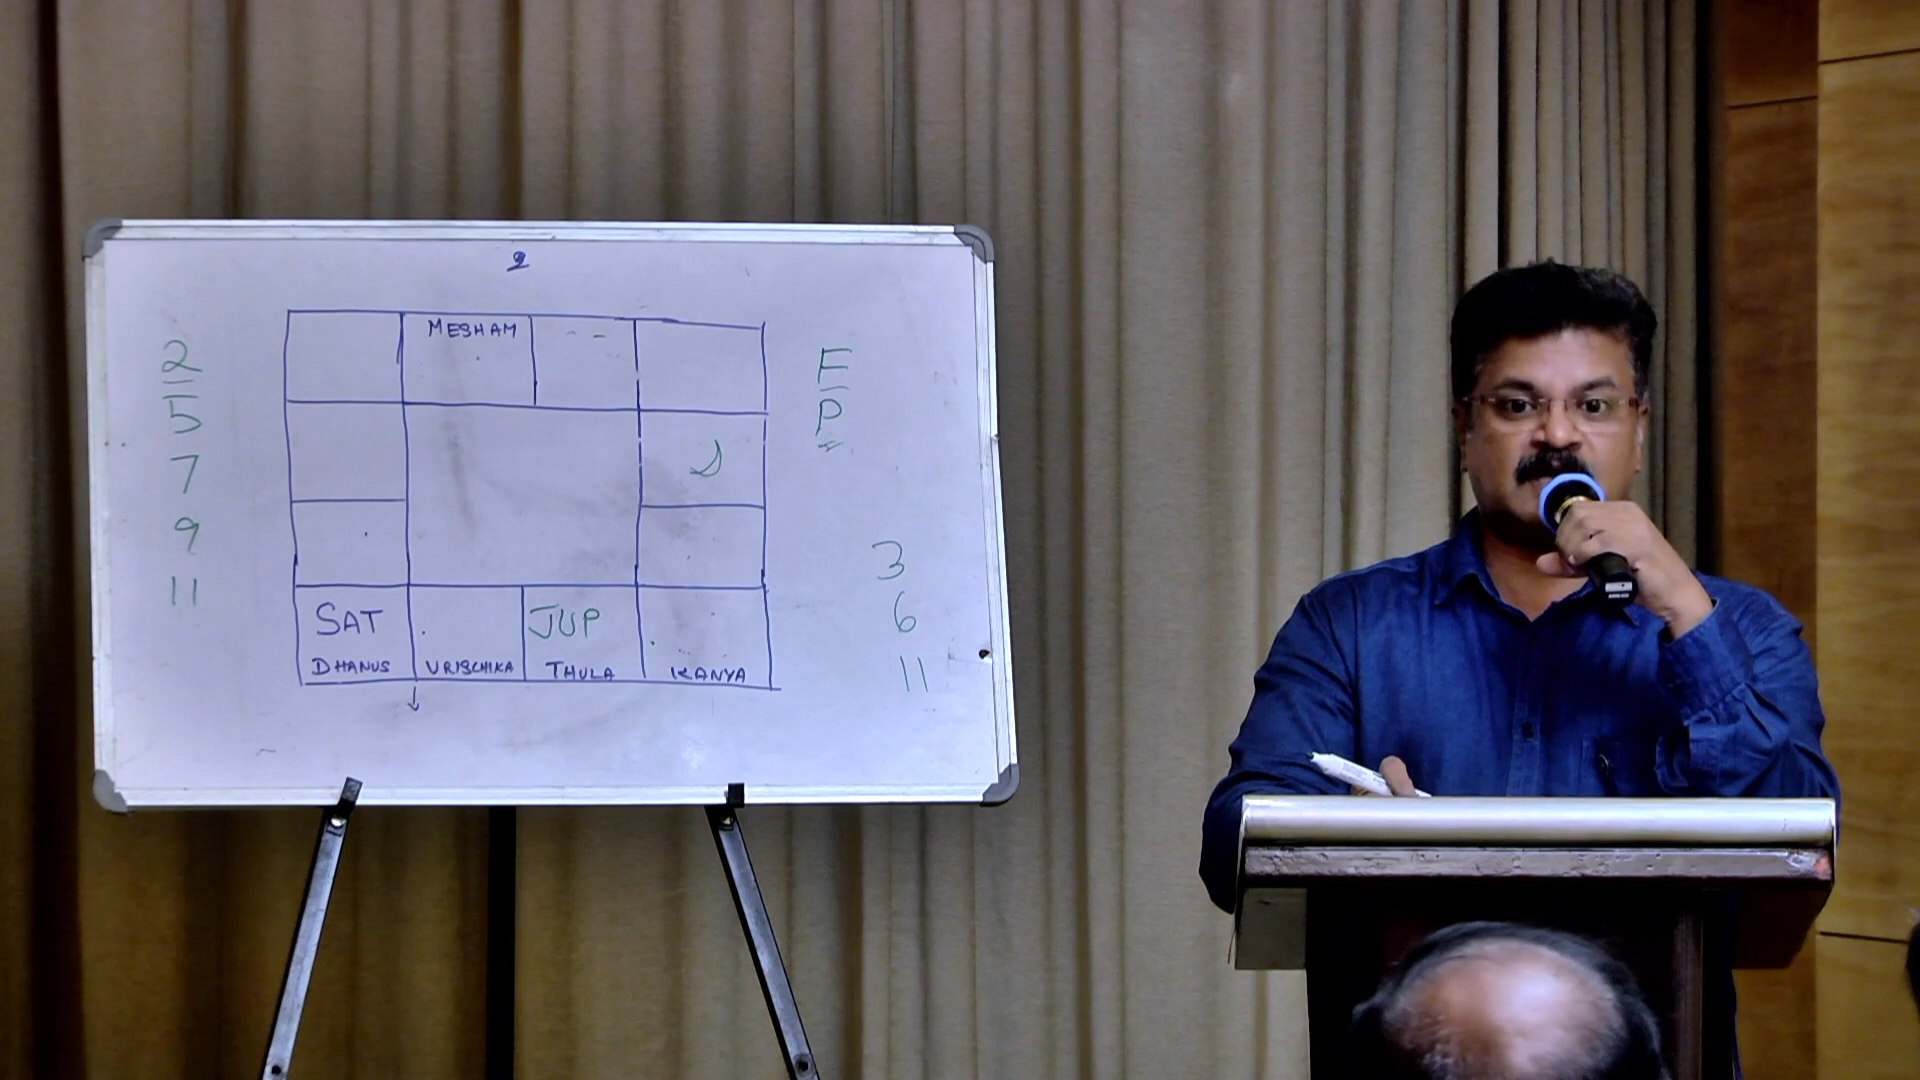 2
MESHAM
2
5
7
9
11
F
P
3
6
11
SAT
JUP
DHANUS
VRISCHIKA
THULA
KANYA